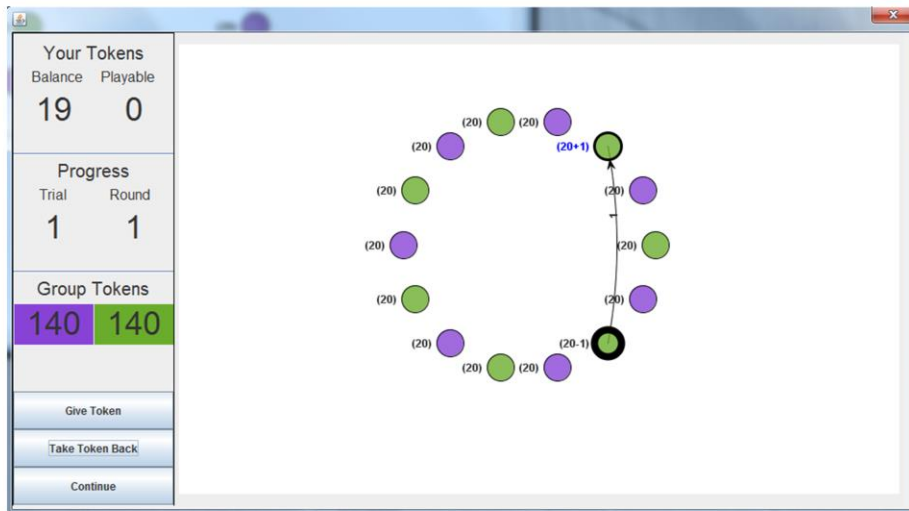 Your Tokens
Balance Playable
19 0
Progress
Trial Round
1 1
Group Tokens
140 140
Give Token
Take Token Back
Continue
(20) (20)
(20) (20+1)
(20) (20)
(20) (20)
(20) (20)
(20) (20-1)
(20) (20)
1